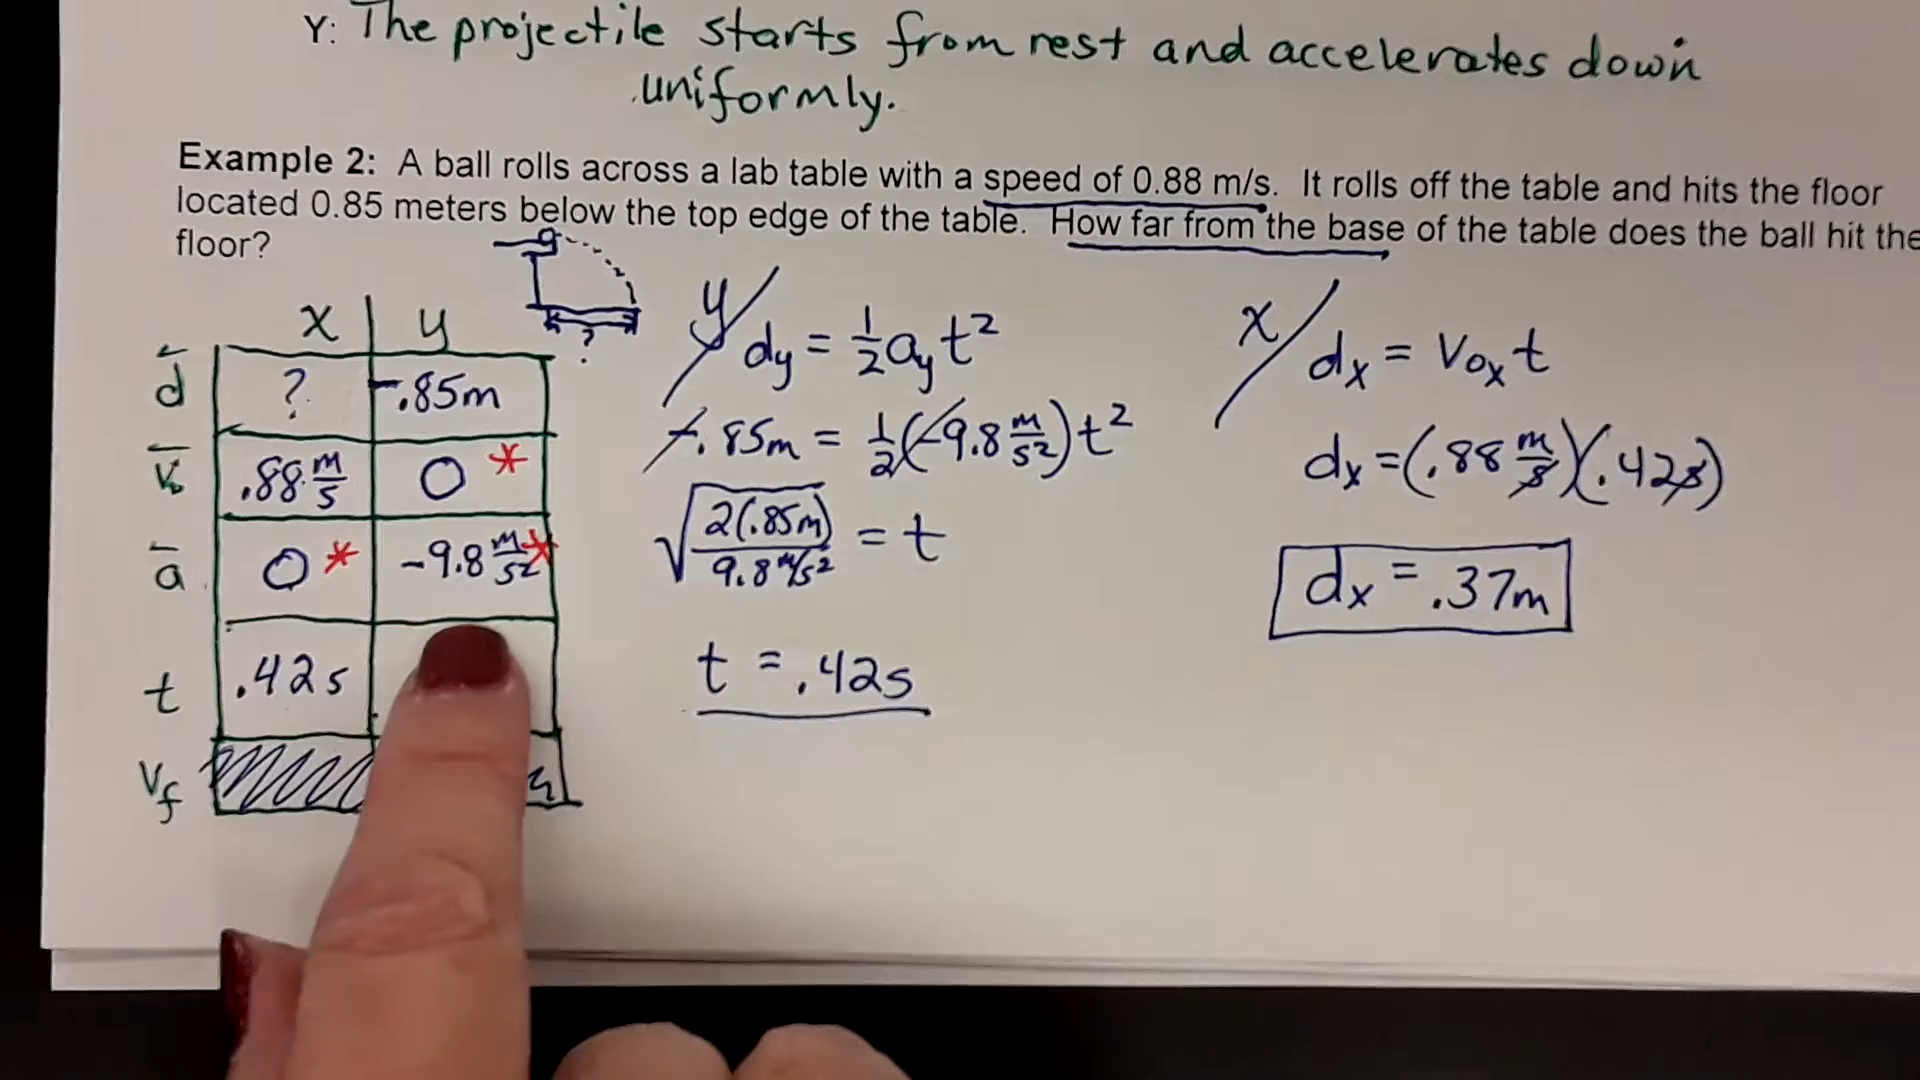 Y: The projectile starts from rest and accelerates down
uniformly.
Example 2: A ball rolls across a lab table with a speed of 0.88 m/s. It rolls off the table and hits the floor
located 0.85 meters below the top edge of the table. How far from the base of the table does the ball hit the
floor?
?
x y
d ? -.85m
v₀ .88 m/s 0 *
a 0 * -9.8 m/s² *
t .42s
Vf
y/ dy = ½ayt²
-.85m = ½(-9.8 m/s²)t²
√(2(.85m)/9.8 m/s²) = t
t = .42s
x/ dx = V₀ₓt
dx = (.88 m/s)(.42s)
dx = .37m